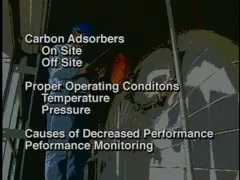 Carbon Adsorbers
On Site
Off Site
Proper Operating Conditons
Temperature
Pressure
Causes of Decreased Performance
Peformance Monitoring